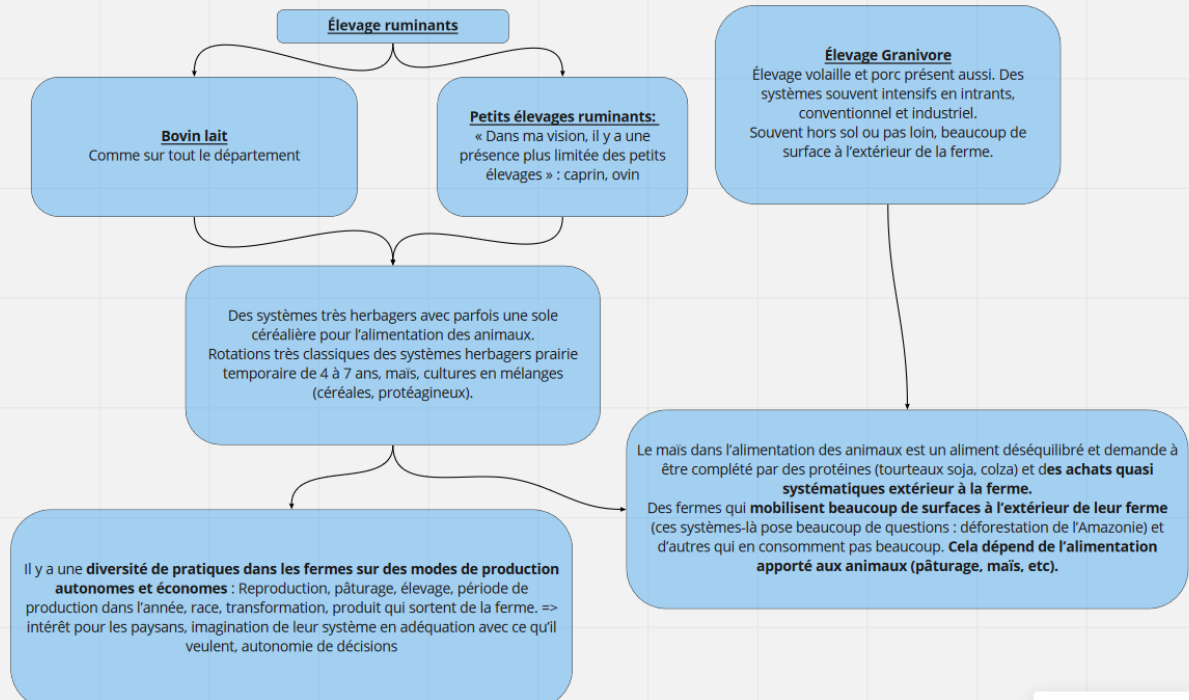 Élevage ruminants
Bovin lait
Comme sur tout le département
Petits élevages ruminants:
« Dans ma vision, il y a une
présence plus limitée des petits
élevages » : caprin, ovin
Élevage Granivore
Élevage volaille et porc présent aussi. Des
systèmes souvent intensifs en intrants,
conventionnel et industriel.
Souvent hors sol ou pas loin, beaucoup de
surface à l'extérieur de la ferme.
Des systèmes très herbagers avec parfois une sole
céréalière pour l'alimentation des animaux.
Rotations très classiques des systèmes herbagers prairie
temporaire de 4 à 7 ans, maïs, cultures en mélanges
(céréales, protéagineux).
Le maïs dans l'alimentation des animaux est un aliment déséquilibré et demande à
être complété par des protéines (tourteaux soja, colza) et des achats quasi
systématiques extérieur à la ferme.
Des fermes qui mobilisent beaucoup de surfaces à l'extérieur de leur ferme
(ces systèmes-là pose beaucoup de questions : déforestation de l'Amazonie) et
d'autres qui en consomment pas beaucoup. Cela dépend de l'alimentation
apporté aux animaux (pâturage, maïs, etc).
Il y a une diversité de pratiques dans les fermes sur des modes de production
autonomes et économes : Reproduction, pâturage, élevage, période de
production dans l'année, race, transformation, produit qui sortent de la ferme. =>
intérêt pour les paysans, imagination de leur système en adéquation avec ce qu'il
veulent, autonomie de décisions